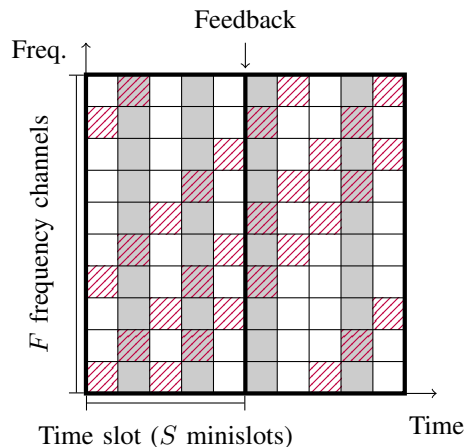 Feedback
Freq.
F frequency channels
Time
Time slot (S minislots)